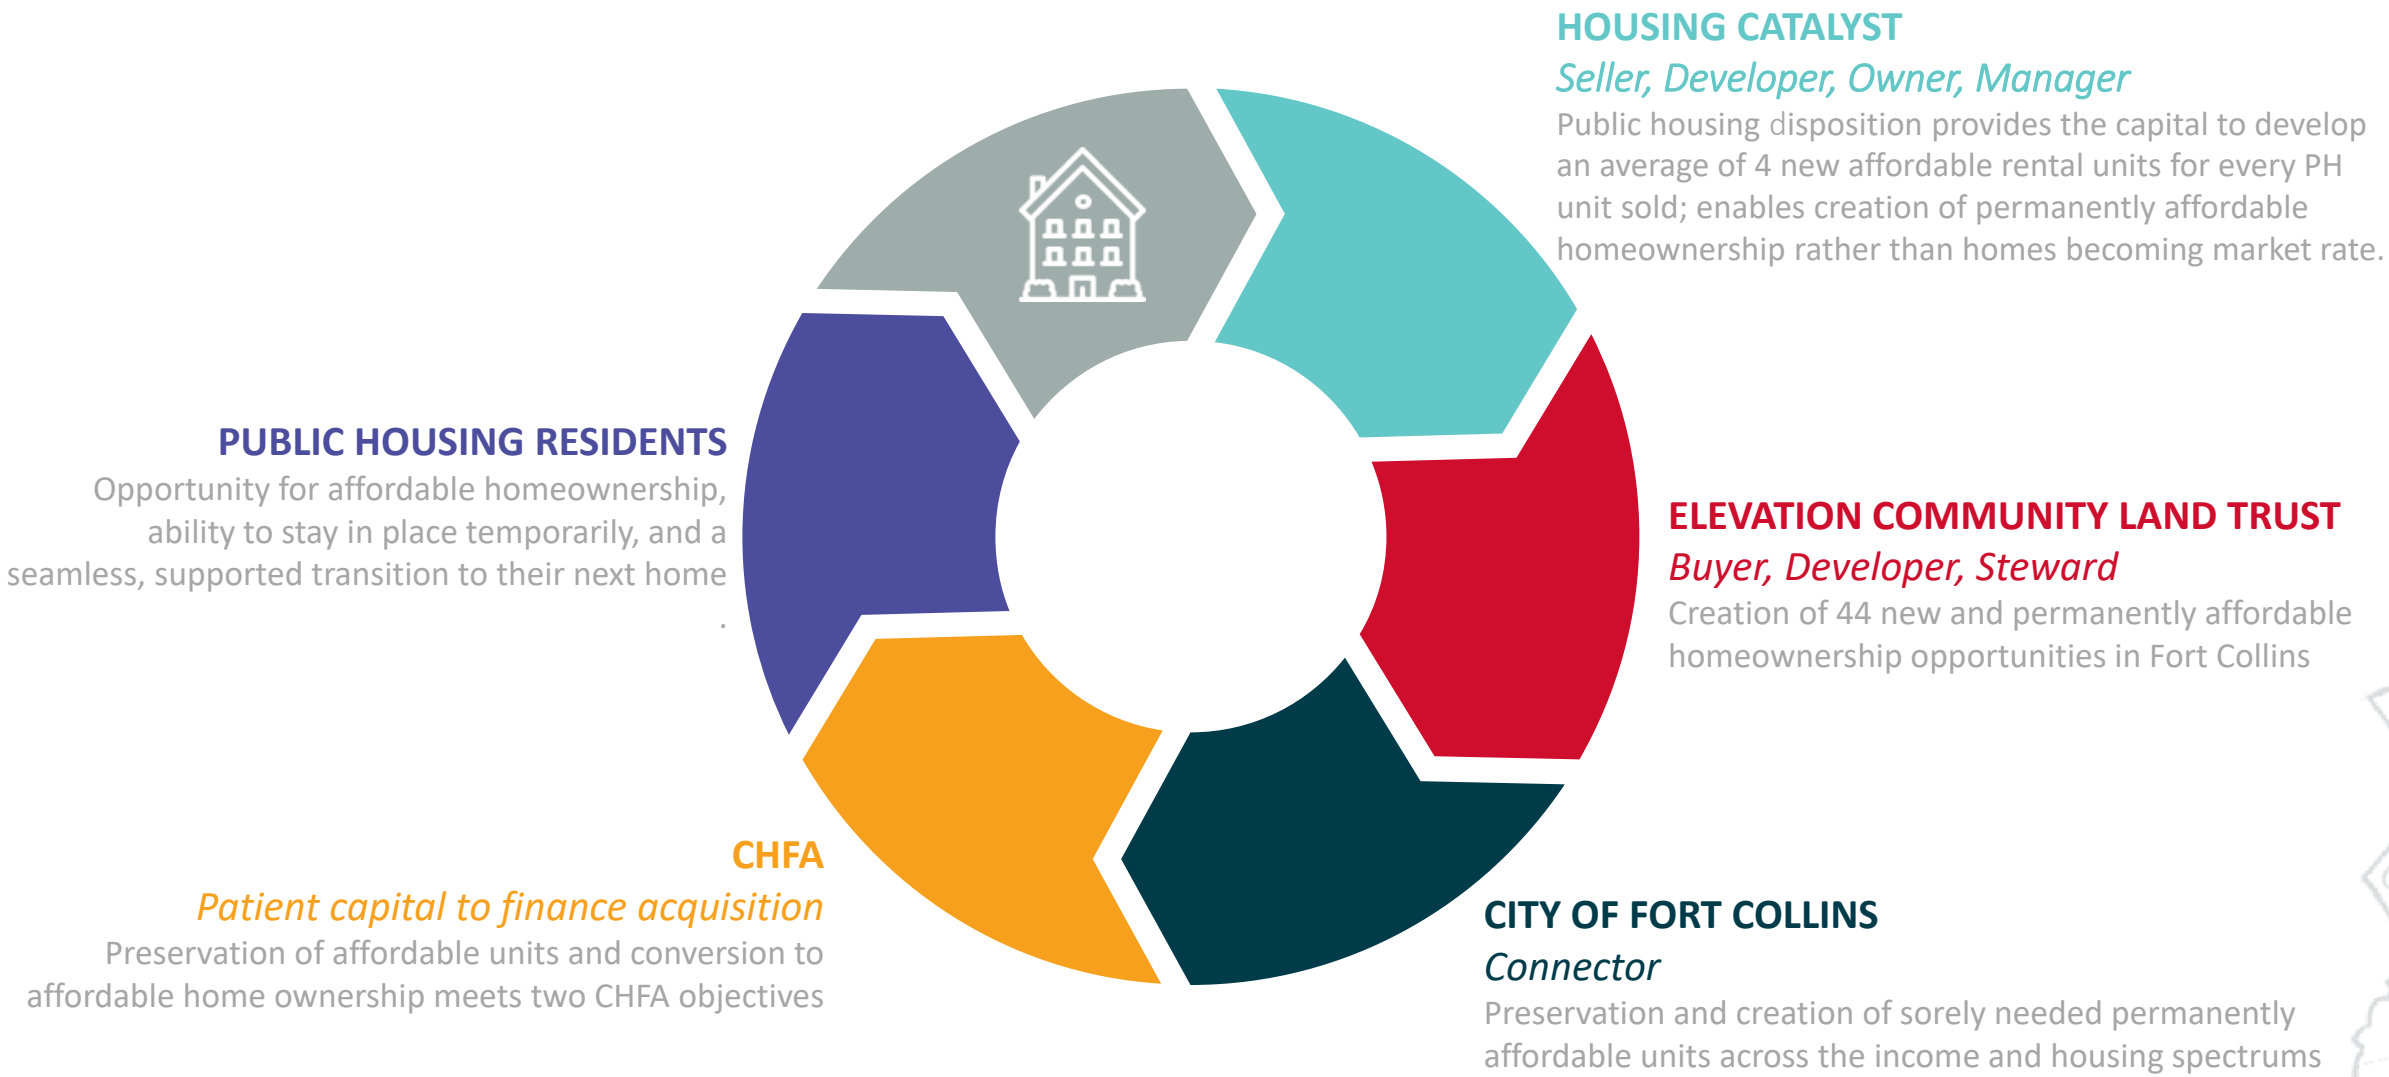 HOUSING CATALYST
Seller, Developer, Owner, Manager
Public housing disposition provides the capital to develop
an average of 4 new affordable rental units for every PH
unit sold; enables creation of permanently affordable
homeownership rather than homes becoming market rate.
PUBLIC HOUSING RESIDENTS
Opportunity for affordable homeownership,
ability to stay in place temporarily, and a
seamless, supported transition to their next home
.
ELEVATION COMMUNITY LAND TRUST
Buyer, Developer, Steward
Creation of 44 new and permanently affordable
homeownership opportunities in Fort Collins
CHFA
Patient capital to finance acquisition
Preservation of affordable units and conversion to
affordable home ownership meets two CHFA objectives
CITY OF FORT COLLINS
Connector
Preservation and creation of sorely needed permanently
affordable units across the income and housing spectrums